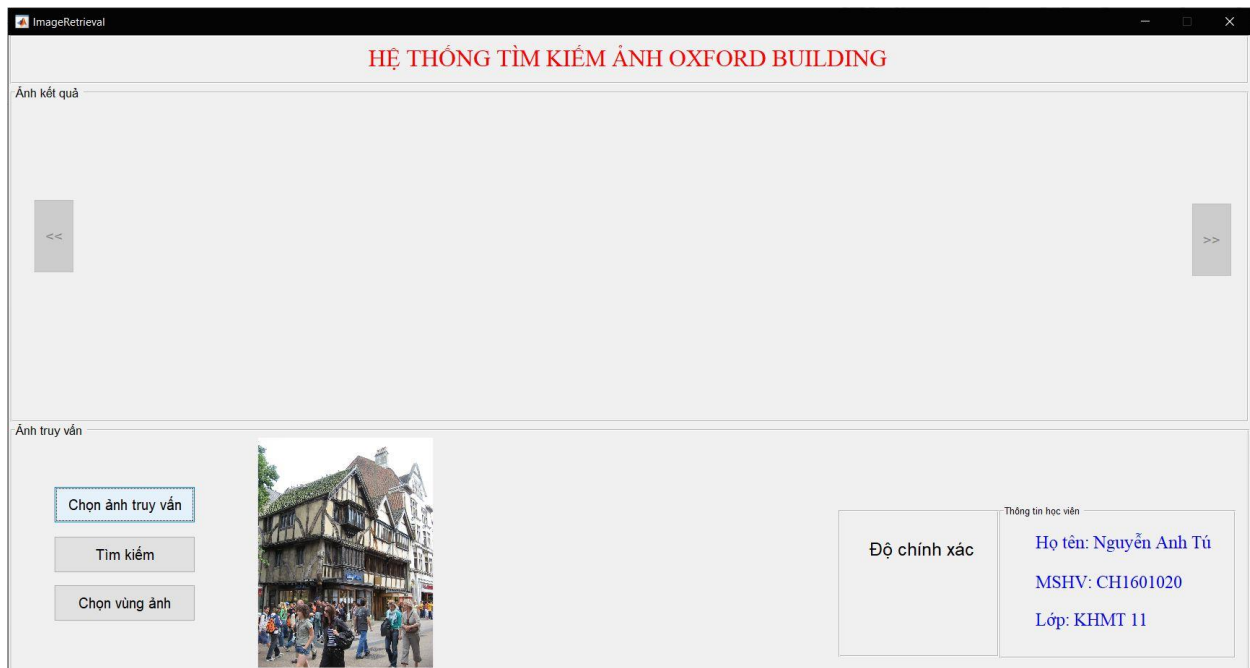 ImageRetrieval
HỆ THỐNG TÌM KIẾM ẢNH OXFORD BUILDING
Ảnh kết quả
<<
>>
Ảnh truy vấn
Chọn ảnh truy vấn
Tìm kiếm
Chọn vùng ảnh
Độ chính xác
Thông tin học viên
Họ tên: Nguyễn Anh Tú
MSHV: CH1601020
Lớp: KHMT 11